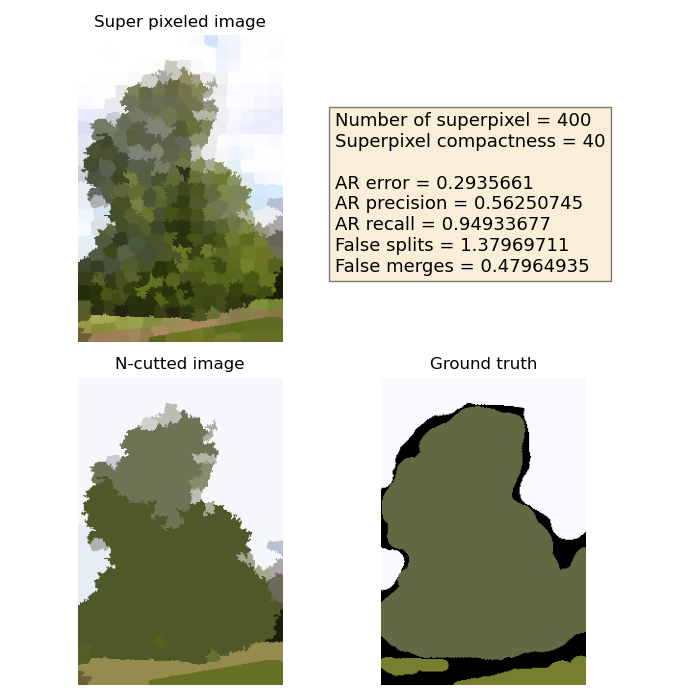 Super pixeled image
Number of superpixel = 400
Superpixel compactness = 40
AR error = 0.2935661
AR precision = 0.56250745
AR recall = 0.94933677
False splits = 1.37969711
False merges = 0.47964935
N-cutted image
Ground truth